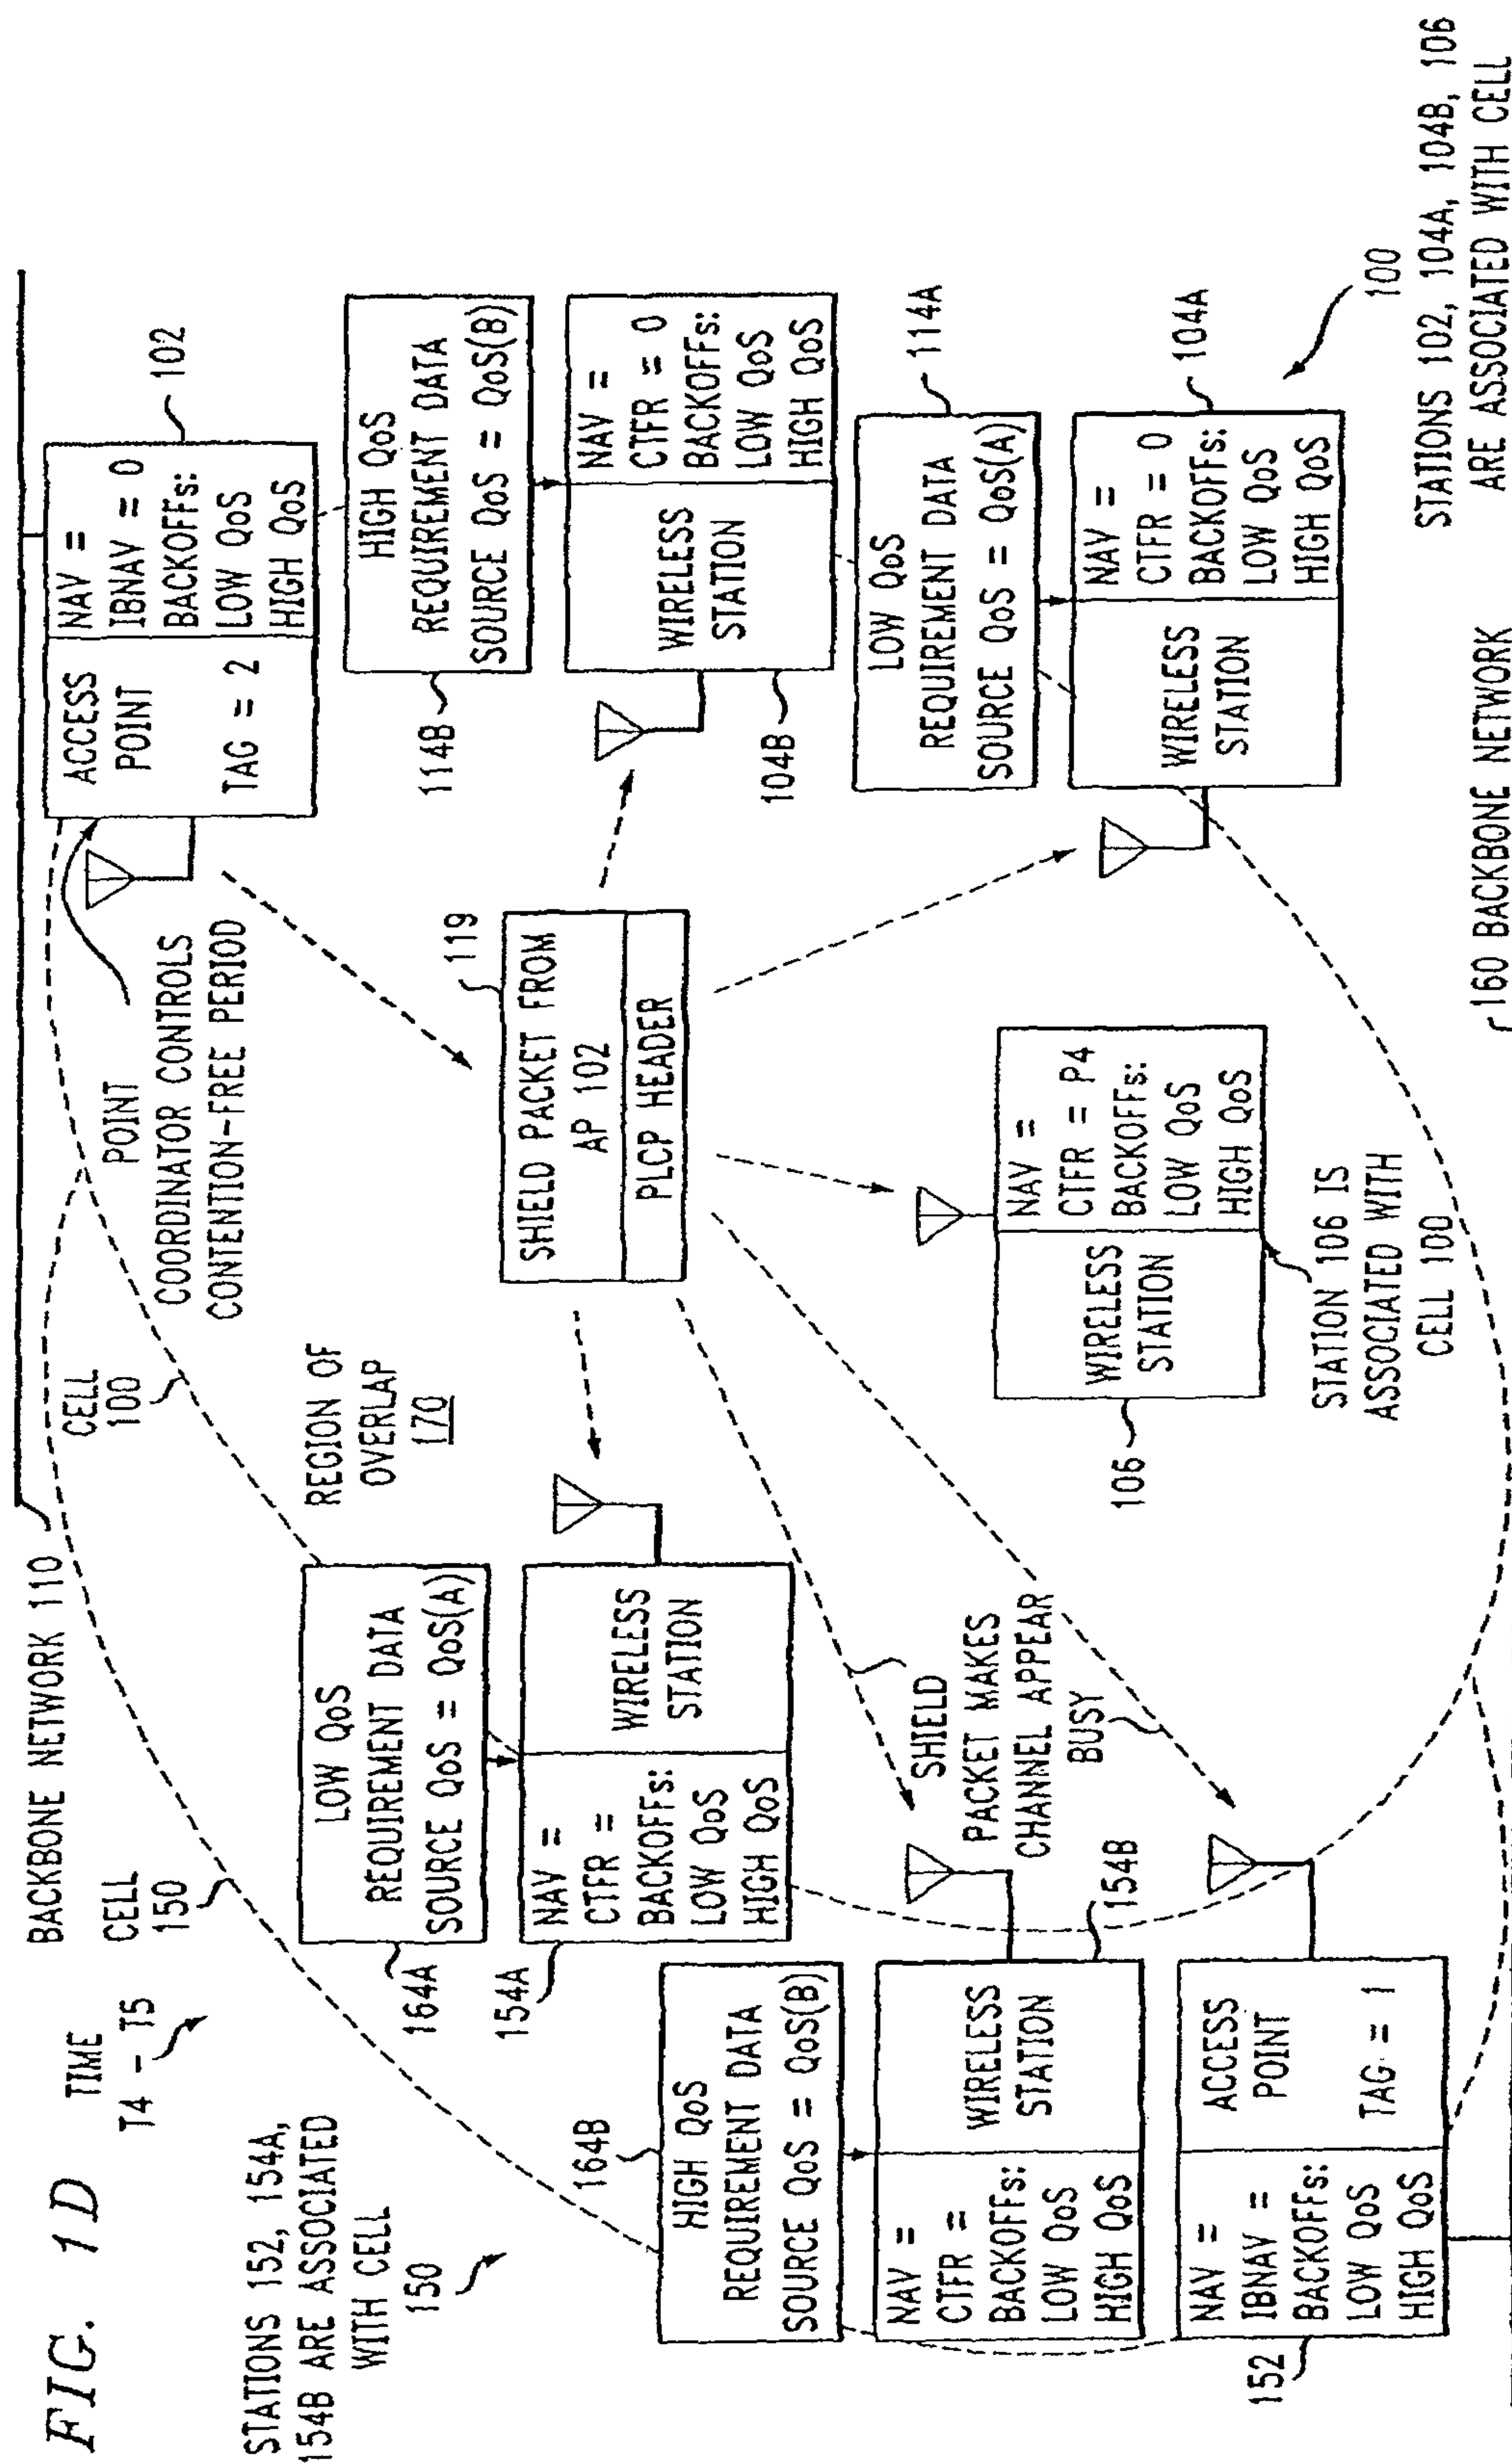 FIG. 1D
TIME
T4 - T5
BACKBONE NETWORK 110
STATIONS 152, 154A,
154B ARE ASSOCIATED
WITH CELL
150
CELL
150
CELL
100
POINT
COORDINATOR CONTROLS
CONTENTION-FREE PERIOD
REGION OF
OVERLAP
170
ACCESS
POINT
TAG = 2
NAV =
IBNAV = 0
BACKOFFs:
LOW QoS
HIGH QoS
102
LOW QoS
REQUIREMENT DATA
SOURCE QoS = QoS(A)
164A
NAV =
CTFR =
BACKOFFs:
LOW QoS
HIGH QoS
WIRELESS
STATION
154A
SHIELD PACKET FROM
AP 102
PLCP HEADER
119
HIGH QoS
REQUIREMENT DATA
SOURCE QoS = QoS(B)
114B
WIRELESS
STATION
NAV =
CTFR = 0
BACKOFFs:
LOW QoS
HIGH QoS
104B
HIGH QoS
REQUIREMENT DATA
SOURCE QoS = QoS(B)
164B
NAV =
CTFR =
BACKOFFs:
LOW QoS
HIGH QoS
WIRELESS
STATION
154B
SHIELD
PACKET MAKES
CHANNEL APPEAR
BUSY
LOW QoS
REQUIREMENT DATA
SOURCE QoS = QoS(A)
114A
WIRELESS
STATION
NAV =
CTFR = P4
BACKOFFs:
LOW QoS
HIGH QoS
106
STATION 106 IS
ASSOCIATED WITH
CELL 100
WIRELESS
STATION
NAV =
CTFR = 0
BACKOFFs:
LOW QoS
HIGH QoS
104A
NAV =
IBNAV =
BACKOFFs:
LOW QoS
HIGH QoS
ACCESS
POINT
TAG = 1
152
100
STATIONS 102, 104A, 104B, 106
ARE ASSOCIATED WITH CELL
160 BACKBONE NETWORK